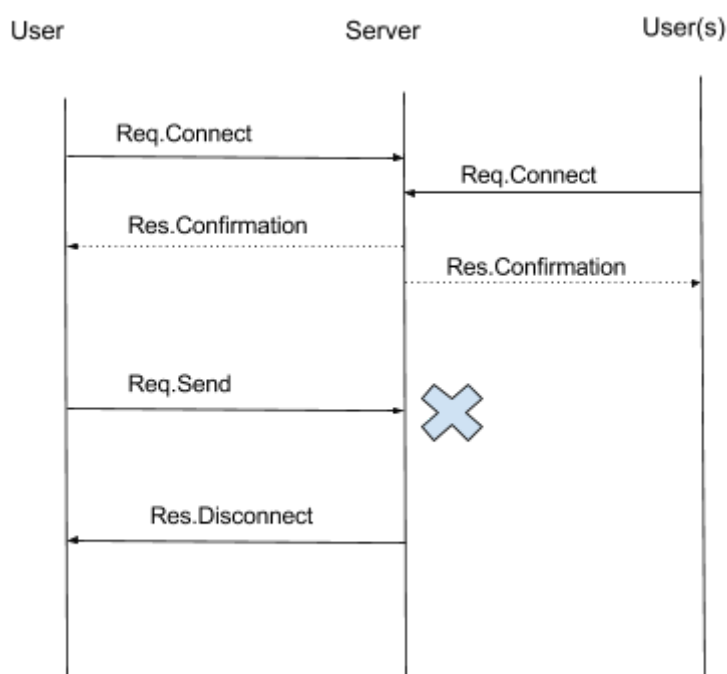 User
Server
User(s)
Req.Connect
Req.Connect
Res.Confirmation
Res.Confirmation
Req.Send
Res.Disconnect